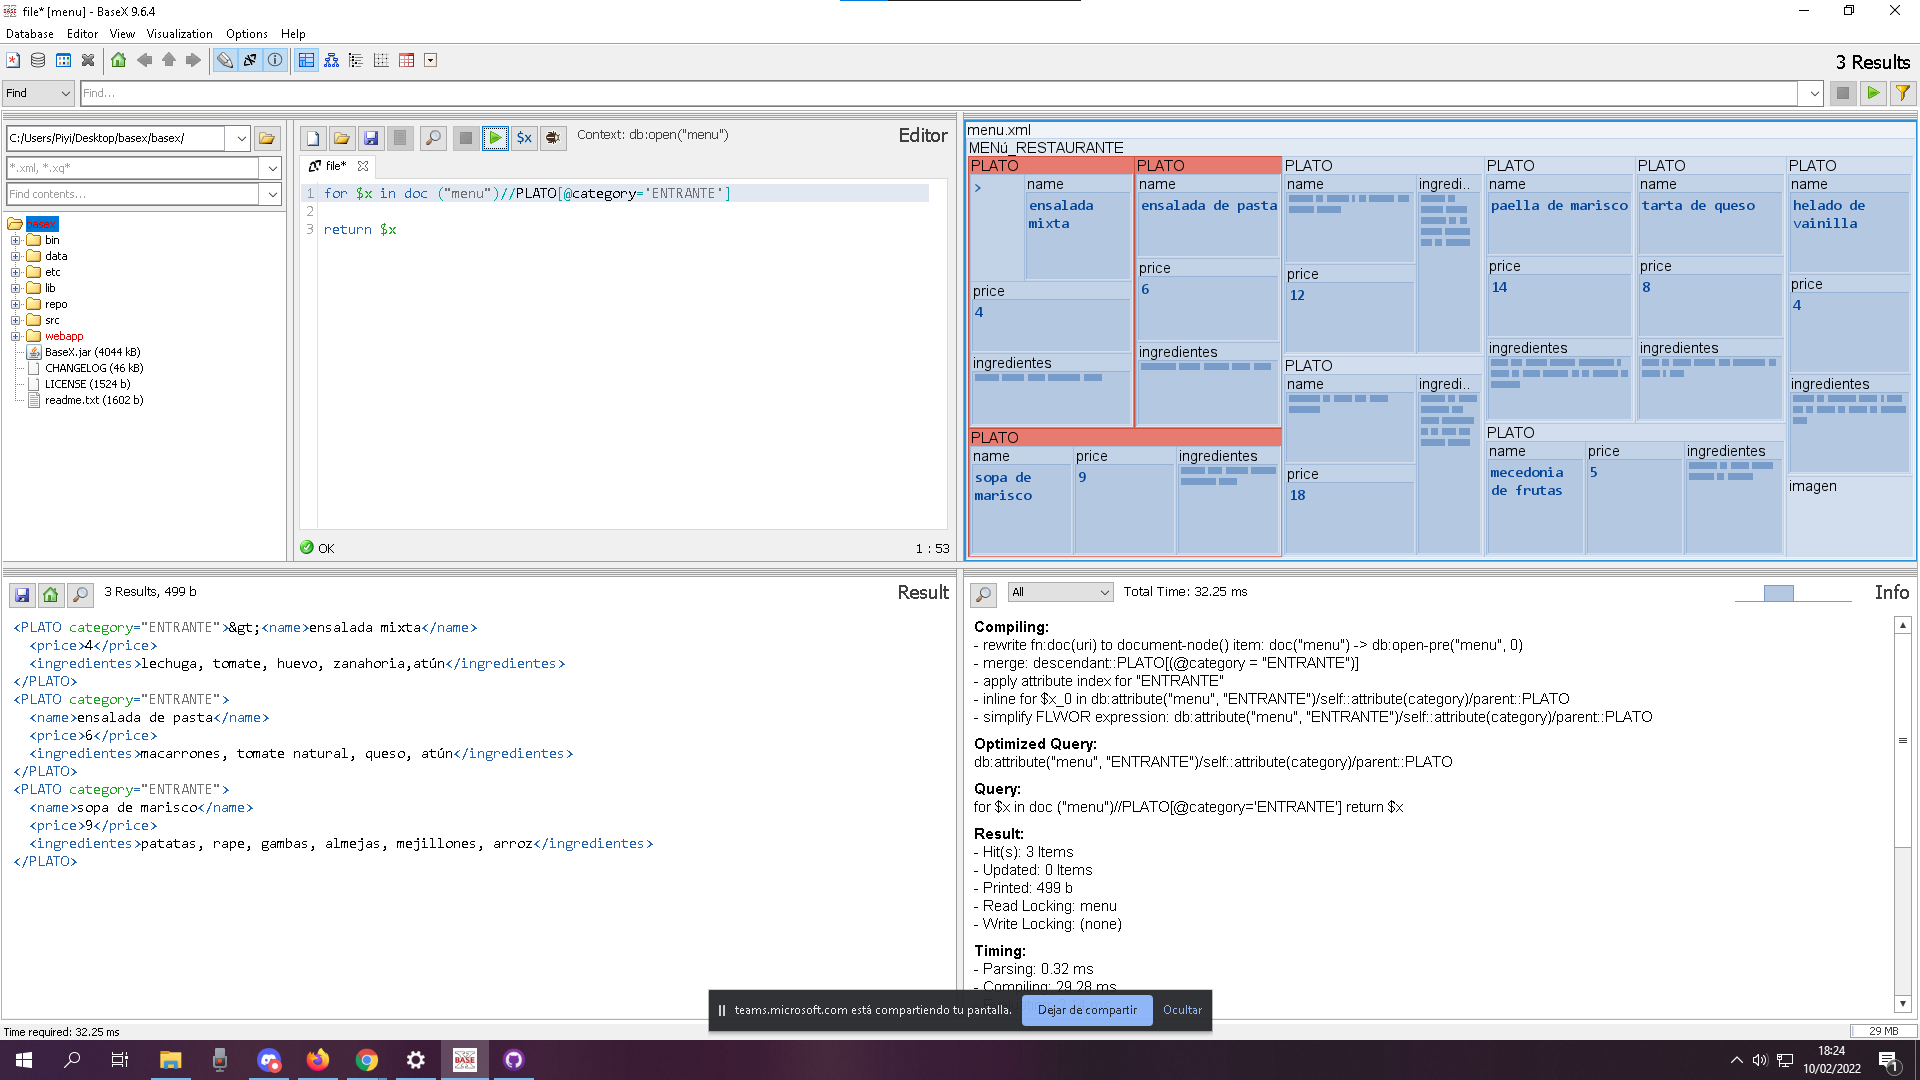 file* [menu] - BaseX 9.6.4
Database Editor View Visualization Options Help
3 Results
Find Find...
C:/Users/Piyi/Desktop/basex/basex/
*.xml, *.xq*
Find contents...
basex
bin
data
etc
lib
repo
src
webapp
BaseX.jar (4044 kB)
CHANGELOG (46 kB)
LICENSE (1524 b)
readme.txt (1602 b)
$x Context: db:open("menu") Editor
file*
1 for $x in doc ("menu")//PLATO[@category='ENTRANTE']
2
3 return $x
OK 1 : 53
menu.xml
MENú_RESTAURANTE
PLATO
>
name
ensalada mixta
price
4
ingredientes
PLATO
name
ensalada de pasta
price
6
ingredientes
PLATO
name
sopa de marisco
price
9
ingredientes
PLATO
name
ingredi..
price
12
PLATO
name
ingredi..
price
18
PLATO
name
paella de marisco
price
14
ingredientes
PLATO
name
tarta de queso
price
8
ingredientes
PLATO
name
mecedonia de frutas
price
5
ingredientes
PLATO
name
helado de vainilla
price
4
ingredientes
imagen
3 Results, 499 b Result
<PLATO category="ENTRANTE">&gt;<name>ensalada mixta</name>
<price>4</price>
<ingredientes>lechuga, tomate, huevo, zanahoria,atún</ingredientes>
</PLATO>
<PLATO category="ENTRANTE">
<name>ensalada de pasta</name>
<price>6</price>
<ingredientes>macarrones, tomate natural, queso, atún</ingredientes>
</PLATO>
<PLATO category="ENTRANTE">
<name>sopa de marisco</name>
<price>9</price>
<ingredientes>patatas, rape, gambas, almejas, mejillones, arroz</ingredientes>
</PLATO>
All Total Time: 32.25 ms Info
Compiling:
- rewrite fn:doc(uri) to document-node() item: doc("menu") -> db:open-pre("menu", 0)
- merge: descendant::PLATO[(@category = "ENTRANTE")]
- apply attribute index for "ENTRANTE"
- inline for $x_0 in db:attribute("menu", "ENTRANTE")/self::attribute(category)/parent::PLATO
- simplify FLWOR expression: db:attribute("menu", "ENTRANTE")/self::attribute(category)/parent::PLATO
Optimized Query:
db:attribute("menu", "ENTRANTE")/self::attribute(category)/parent::PLATO
Query:
for $x in doc ("menu")//PLATO[@category='ENTRANTE'] return $x
Result:
- Hit(s): 3 Items
- Updated: 0 Items
- Printed: 499 b
- Read Locking: menu
- Write Locking: (none)
Timing:
- Parsing: 0.32 ms
- Compiling: 29.28 ms
teams.microsoft.com está compartiendo tu pantalla. Dejar de compartir Ocultar
Time required: 32.25 ms 29 MB
BASE
18:24
10/02/2022
1